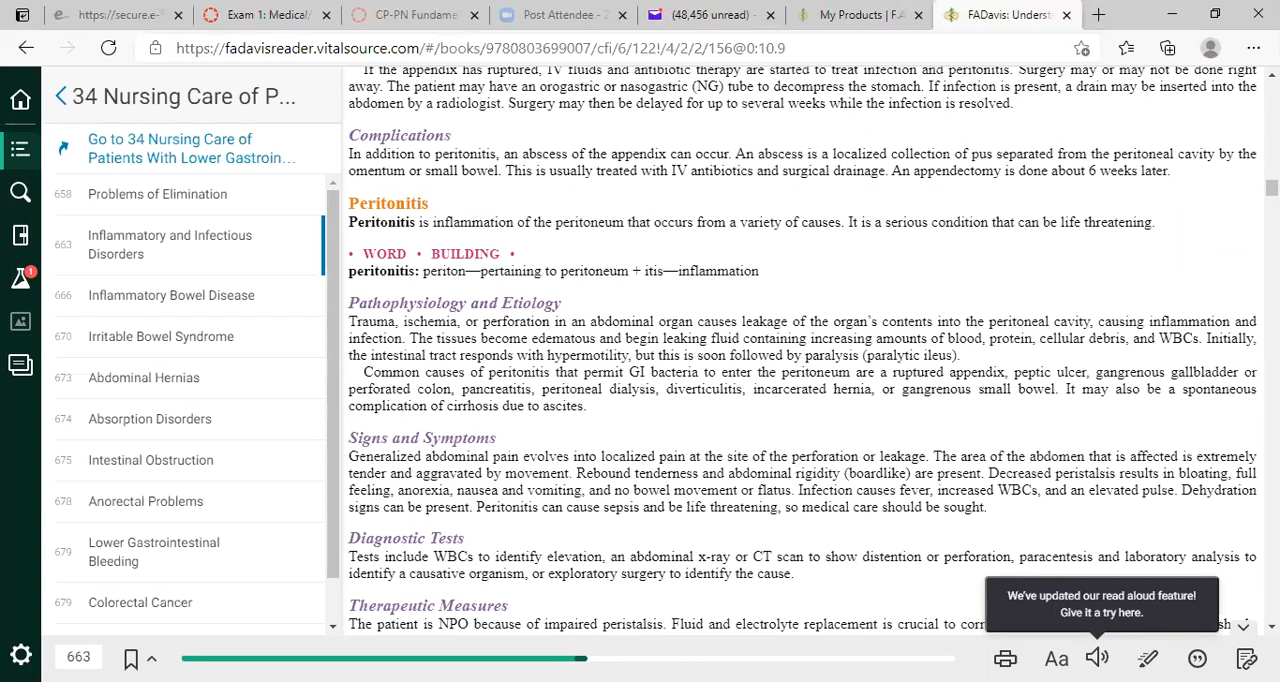 https://secure.e-
Exam 1: Medical/
CP-PN Fundame
Post Attendee - Z
(48,456 unread) -
My Products | F.A
FADavis: Underst
https://fadavisreader.vitalsource.com/#/books/9780803699007/cfi/6/122!/4/2/2/156@0:10.9
34 Nursing Care of P...
Go to 34 Nursing Care of
Patients With Lower Gastroin...
658 Problems of Elimination
663 Inflammatory and Infectious
Disorders
1
666 Inflammatory Bowel Disease
670 Irritable Bowel Syndrome
673 Abdominal Hernias
674 Absorption Disorders
675 Intestinal Obstruction
678 Anorectal Problems
679 Lower Gastrointestinal
Bleeding
679 Colorectal Cancer
If the appendix has ruptured, IV fluids and antibiotic therapy are started to treat infection and peritonitis. Surgery may or may not be done right
away. The patient may have an orogastric or nasogastric (NG) tube to decompress the stomach. If infection is present, a drain may be inserted into the
abdomen by a radiologist. Surgery may then be delayed for up to several weeks while the infection is resolved.
Complications
In addition to peritonitis, an abscess of the appendix can occur. An abscess is a localized collection of pus separated from the peritoneal cavity by the
omentum or small bowel. This is usually treated with IV antibiotics and surgical drainage. An appendectomy is done about 6 weeks later.
Peritonitis
Peritonitis is inflammation of the peritoneum that occurs from a variety of causes. It is a serious condition that can be life threatening.
• WORD • BUILDING •
peritonitis: periton—pertaining to peritoneum + itis—inflammation
Pathophysiology and Etiology
Trauma, ischemia, or perforation in an abdominal organ causes leakage of the organ's contents into the peritoneal cavity, causing inflammation and
infection. The tissues become edematous and begin leaking fluid containing increasing amounts of blood, protein, cellular debris, and WBCs. Initially,
the intestinal tract responds with hypermotility, but this is soon followed by paralysis (paralytic ileus).
Common causes of peritonitis that permit GI bacteria to enter the peritoneum are a ruptured appendix, peptic ulcer, gangrenous gallbladder or
perforated colon, pancreatitis, peritoneal dialysis, diverticulitis, incarcerated hernia, or gangrenous small bowel. It may also be a spontaneous
complication of cirrhosis due to ascites.
Signs and Symptoms
Generalized abdominal pain evolves into localized pain at the site of the perforation or leakage. The area of the abdomen that is affected is extremely
tender and aggravated by movement. Rebound tenderness and abdominal rigidity (boardlike) are present. Decreased peristalsis results in bloating, full
feeling, anorexia, nausea and vomiting, and no bowel movement or flatus. Infection causes fever, increased WBCs, and an elevated pulse. Dehydration
signs can be present. Peritonitis can cause sepsis and be life threatening, so medical care should be sought.
Diagnostic Tests
Tests include WBCs to identify elevation, an abdominal x-ray or CT scan to show distention or perforation, paracentesis and laboratory analysis to
identify a causative organism, or exploratory surgery to identify the cause.
Therapeutic Measures
The patient is NPO because of impaired peristalsis. Fluid and electrolyte replacement is crucial to
We've updated our read aloud feature!
Give it a try here.
663
Aa